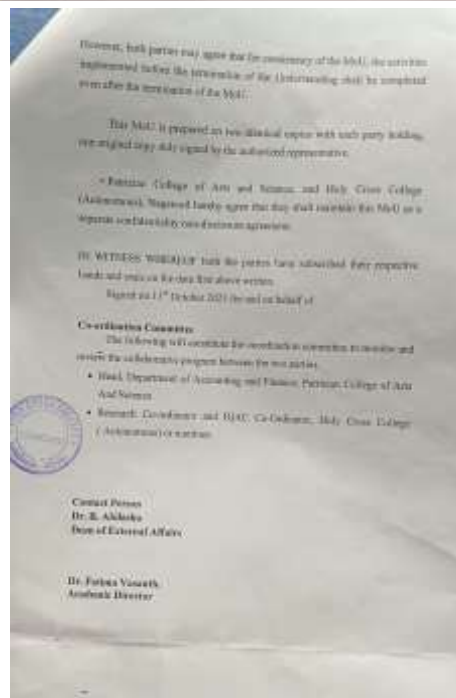 However, both parties may agree that for consistency of the MoU, the activities
implemented before the termination of the Understanding shall be completed
even after the termination of the MoU.
This MoU is prepared on two identical copies with each party holding
one original copy duly signed by the authorized representative.
Patrician College of Arts and Science, and Holy Cross College
(Autonomous), Nagercoil hereby agree that they shall maintain this MoU as a
separate confidentiality non-disclosure agreement.
IN WITNESS WHEREOF both the parties have subscribed their respective
hands and seals on the date first above written.
Signed on 11th October 2021 for and on behalf of
Co-ordination Committee
The following will constitute the coordination committee to monitor and
review the collaborative program between the two parties.
• Head, Department of Accounting and Finance, Patrician College of Arts
And Science
• Research Co-ordinator and IQAC Co-Ordinator, Holy Cross College
( Autonomous) or nominee
Contact Person
Dean of External Affairs
Dr. Fatima Vasanth,
Academic Director